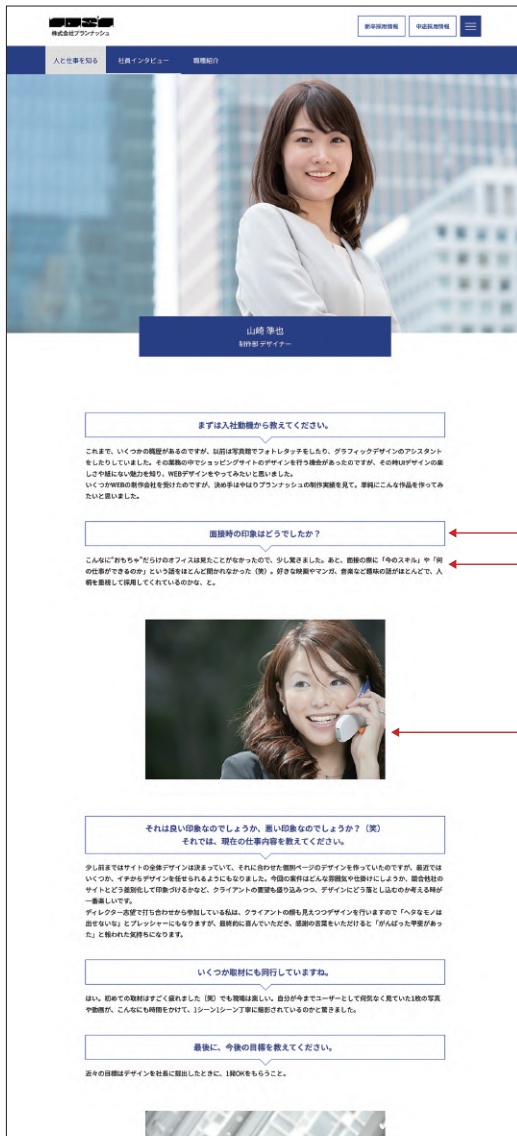 株式会社プランナッシュ
新卒採用情報
中途採用情報
人と仕事を知る
社員インタビュー
職種紹介
山崎 準也
制作部 デザイナー
まずは入社動機から教えてください。
これまで、いくつかの職歴があるのですが、以前は写真館でフォトレタッチをしたり、グラフィックデザインのアシスタント
をしたりしていました。その業務の中でショッピングサイトのデザインを行う機会があったのですが、その時UIデザインの楽
しさや紙にない魅力を知り、WEBデザインをやってみたいと思いました。
いくつかWEBの制作会社を受けたのですが、決め手はやはりプランナッシュの制作実績を見て。単純にこんな作品を作ってみ
たいと思いました。
面接時の印象はどうでしたか？
こんなに"おもちゃ"だらけのオフィスは見たことがなかったので、少し驚きました。あと、面接の際に「今のスキル」や「何
の仕事ができるのか」という話をほとんど聞かれなかった（笑）。好きな映画やマンガ、音楽など趣味の話がほとんどで、人
柄を重視して採用してくれているのかな、と。
それは良い印象なのでしょうか、悪い印象なのでしょうか？（笑）
それでは、現在の仕事内容を教えてください。
少し前まではサイトの全体デザインは決まっていて、それに合わせた個別ページのデザインを作っていたのですが、最近では
いくつか、イチからデザインを任せられるようにもなりました。今回の案件はどんな雰囲気や仕掛けにしようか、競合他社の
サイトとどう差別化して印象づけるかなど、クライアントの要望も盛り込みつつ、デザインにどう落とし込むのか考える時が
一番楽しいです。
ディレクター志望で打ち合わせから参加している私は、クライアントの顔も見えつつデザインを行いますので「ヘタなモノは
出せないな」とプレッシャーにもなりますが、最終的に喜んでいただき、感謝の言葉をいただけると「がんばった甲斐があっ
た」と報われた気持ちになります。
いくつか取材にも同行していますね。
はい。初めての取材はすごく疲れました（笑）でも現場は楽しい。自分が今までユーザーとして何気なく見ていた1枚の写真
や動画が、こんなにも時間をかけて、1シーン1シーン丁寧に撮影されているのかと驚きました。
最後に、今後の目標を教えてください。
近々の目標はデザインを社長に提出したときに、1発OKをもらうこと。